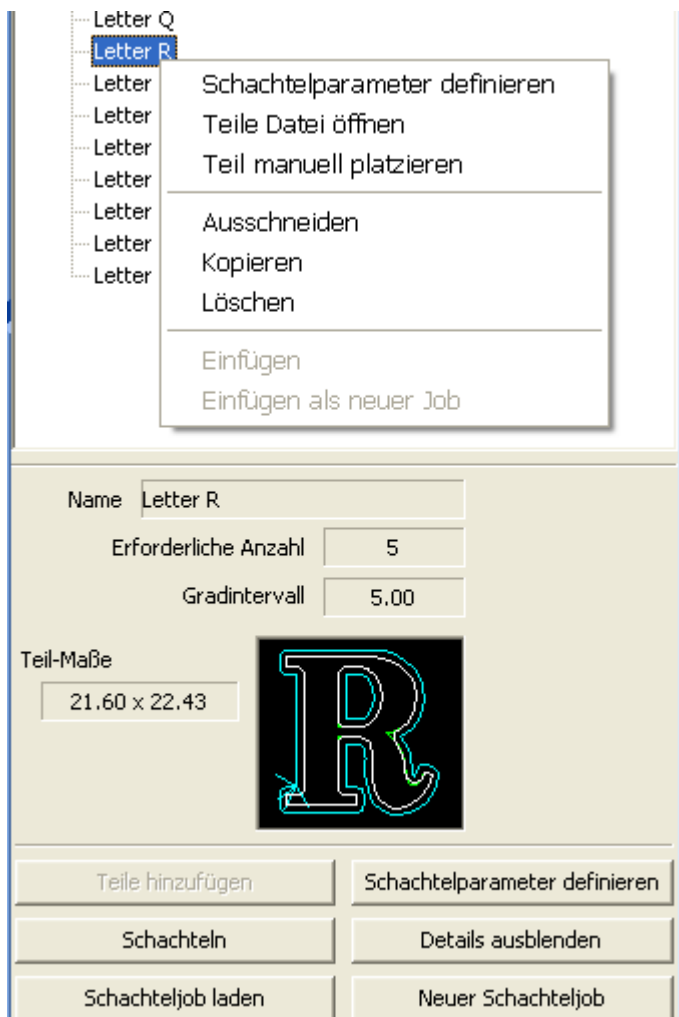 Letter Q
Letter R
Letter
Letter
Letter
Letter
Letter
Letter
Letter
Schachtelparameter definieren
Teile Datei öffnen
Teil manuell platzieren
Ausschneiden
Kopieren
Löschen
Einfügen
Einfügen als neuer Job
Name Letter R
Erforderliche Anzahl 5
Gradintervall 5.00
Teil-Maße
21.60 x 22.43
R
Teile hinzufügen Schachtelparameter definieren
Schachteln Details ausblenden
Schachteljob laden Neuer Schachteljob